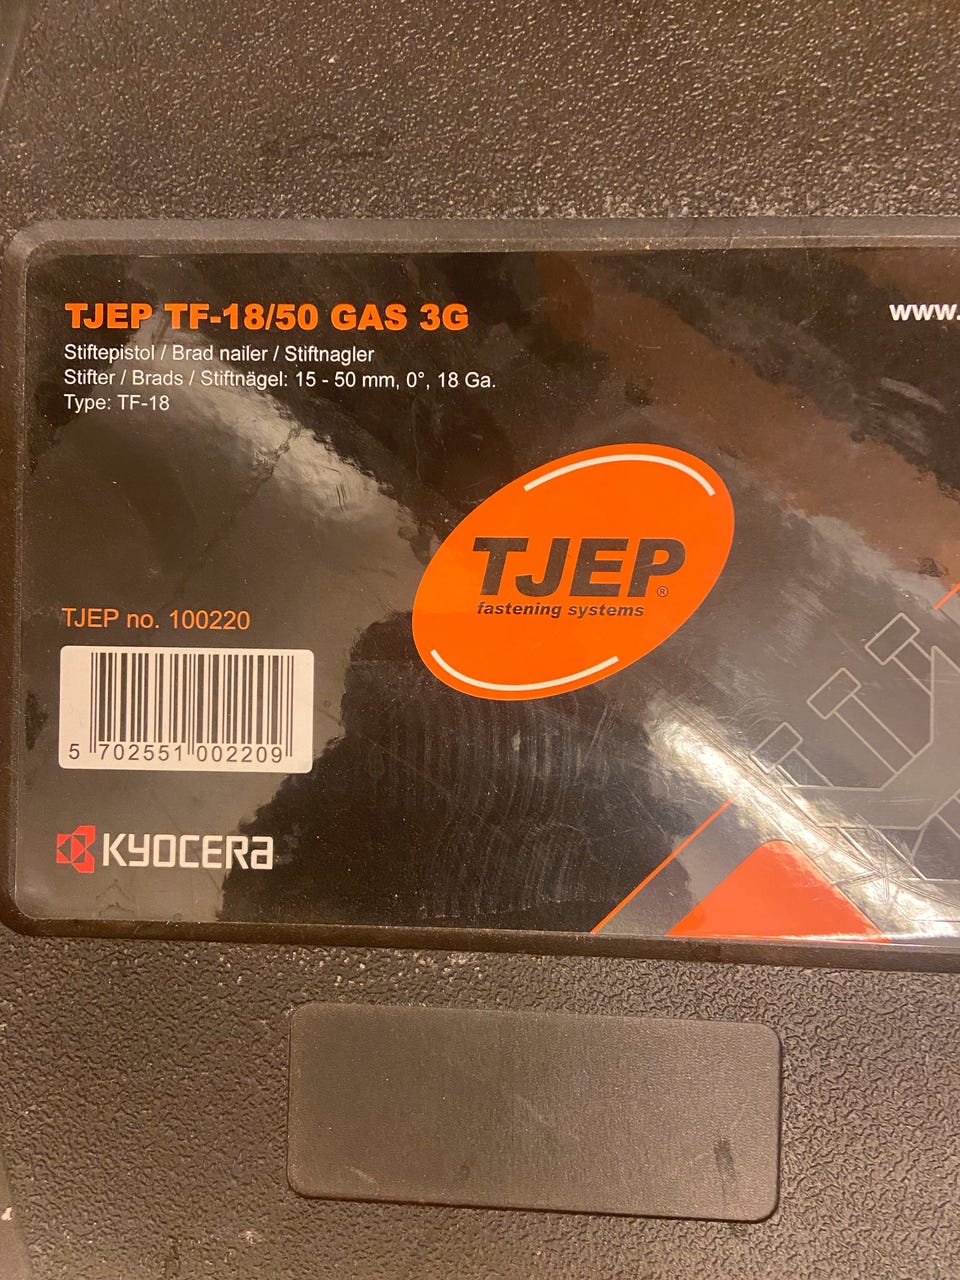 TJEP TF-18/50 GAS 3G
www.
Stiftepistol / Brad nailer / Stiftnagler
Stifter / Brads / Stiftnägel: 15 - 50 mm, 0°, 18 Ga.
Type: TF-18
TJEP®
fastening systems
TJEP no. 100220
5 702551 002209
KYOCERA